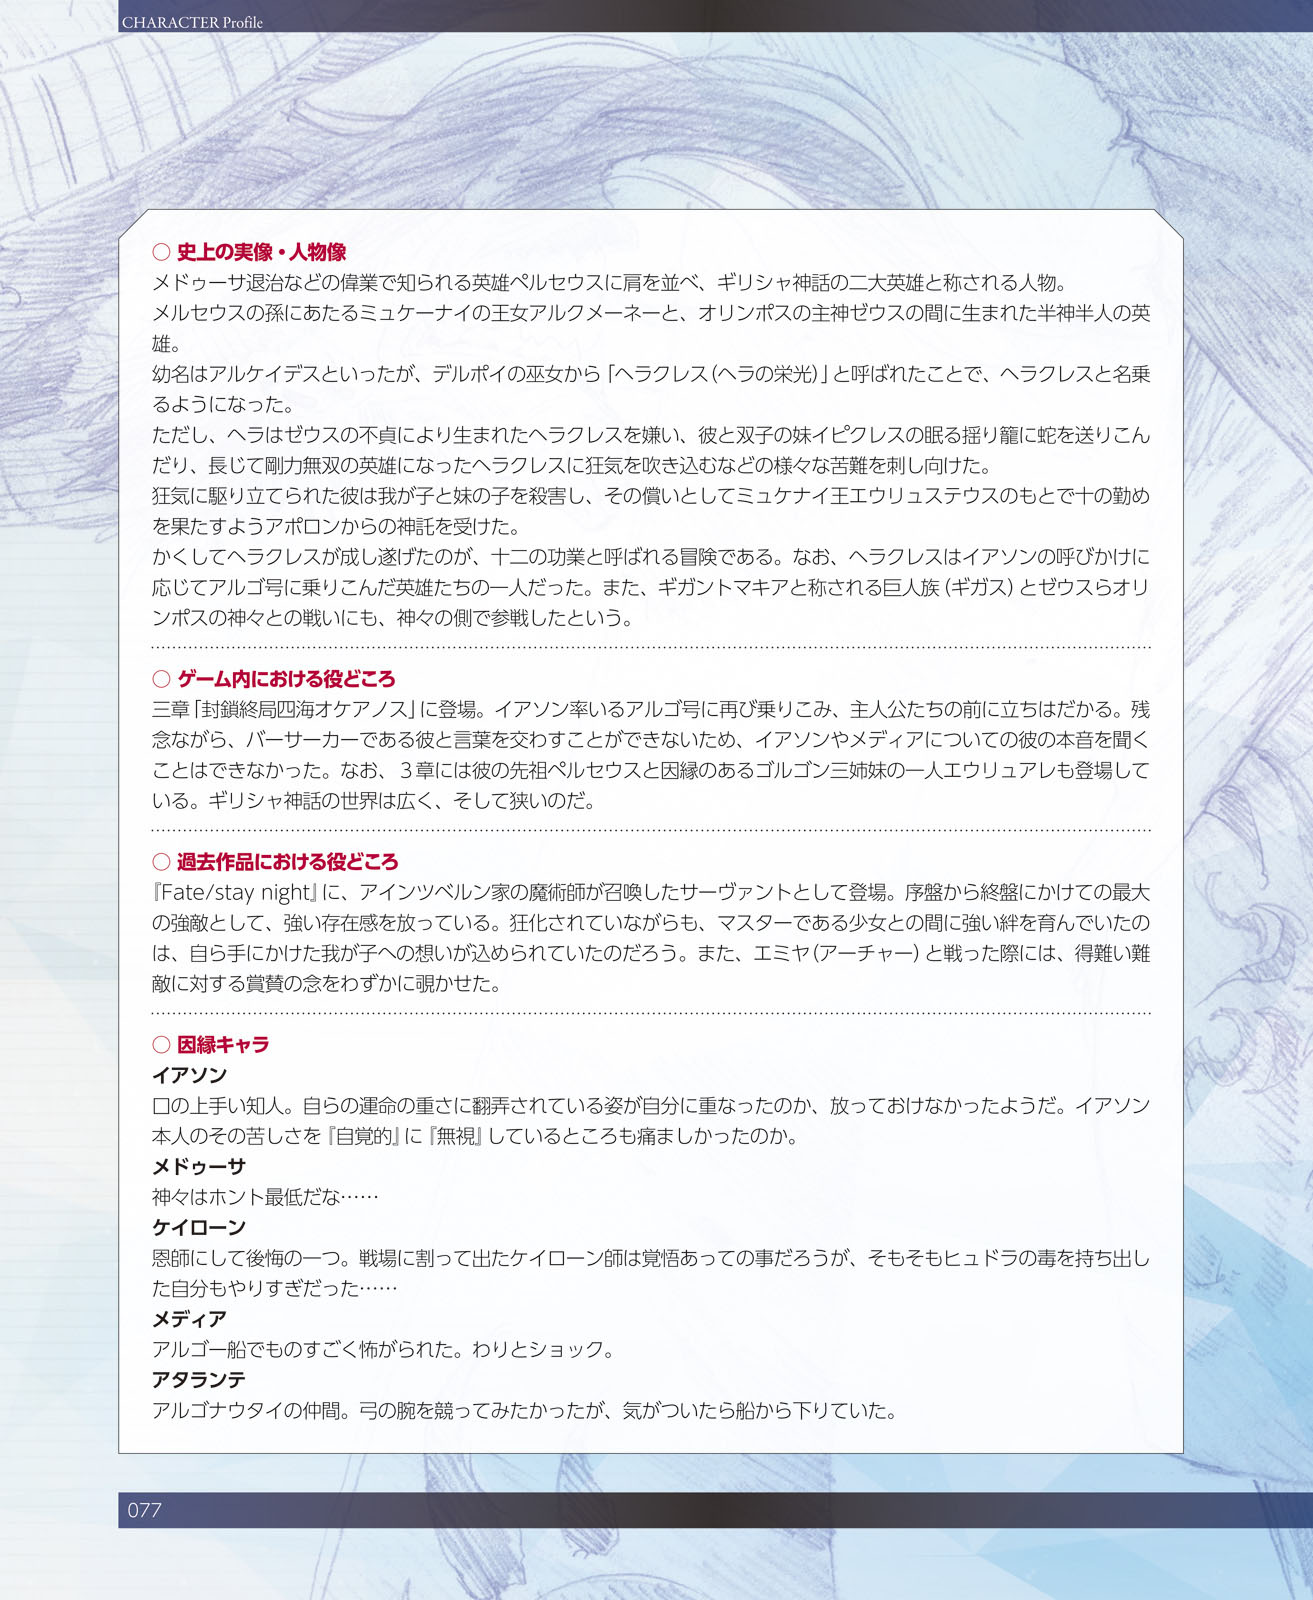 CHARACTER Profile
○ 史上の実像・人物像
メドゥーサ退治などの偉業で知られる英雄ペルセウスに肩を並べ、ギリシャ神話の二大英雄と称される人物。
メルセウスの孫にあたるミュケーナイの王女アルクメーネーと、オリンポスの主神ゼウスの間に生まれた半神半人の英
雄。
幼名はアルケイデスといったが、デルポイの巫女から「ヘラクレス(ヘラの栄光)」と呼ばれたことで、ヘラクレスと名乗
るようになった。
ただし、ヘラはゼウスの不貞により生まれたヘラクレスを嫌い、彼と双子の妹イピクレスの眠る揺り籠に蛇を送りこん
だり、長じて剛力無双の英雄になったヘラクレスに狂気を吹き込むなどの様々な苦難を刺し向けた。
狂気に駆り立てられた彼は我が子と妹の子を殺害し、その償いとしてミュケナイ王エウリュステウスのもとで十の勤め
を果たすようアポロンからの神託を受けた。
かくしてヘラクレスが成し遂げたのが、十二の功業と呼ばれる冒険である。なお、ヘラクレスはイアソンの呼びかけに
応じてアルゴ号に乗りこんだ英雄たちの一人だった。また、ギガントマキアと称される巨人族(ギガス)とゼウスらオリ
ンポスの神々との戦いにも、神々の側で参戦したという。
○ ゲーム内における役どころ
三章「封鎖終局四海オケアノス」に登場。イアソン率いるアルゴ号に再び乗りこみ、主人公たちの前に立ちはだかる。残
念ながら、バーサーカーである彼と言葉を交わすことができないため、イアソンやメディアについての彼の本音を聞く
ことはできなかった。なお、3章には彼の先祖ペルセウスと因縁のあるゴルゴン三姉妹の一人エウリュアレも登場して
いる。ギリシャ神話の世界は広く、そして狭いのだ。
○ 過去作品における役どころ
『Fate/stay night』に、アインツベルン家の魔術師が召喚したサーヴァントとして登場。序盤から終盤にかけての最大
の強敵として、強い存在感を放っている。狂化されていながらも、マスターである少女との間に強い絆を育んでいたの
は、自ら手にかけた我が子への想いが込められていたのだろう。また、エミヤ(アーチャー)と戦った際には、得難い難
敵に対する賞賛の念をわずかに覗かせた。
○ 因縁キャラ
イアソン
口の上手い知人。自らの運命の重さに翻弄されている姿が自分に重なったのか、放っておけなかったようだ。イアソン
本人のその苦しさを『自覚的』に『無視』しているところも痛ましかったのか。
メドゥーサ
神々はホント最低だな……
ケイローン
恩師にして後悔の一つ。戦場に割って出たケイローン師は覚悟あっての事だろうが、そもそもヒュドラの毒を持ち出し
た自分もやりすぎだった……
メディア
アルゴー船でものすごく怖がられた。わりとショック。
アタランテ
アルゴナウタイの仲間。弓の腕を競ってみたかったが、気がついたら船から下りていた。
077